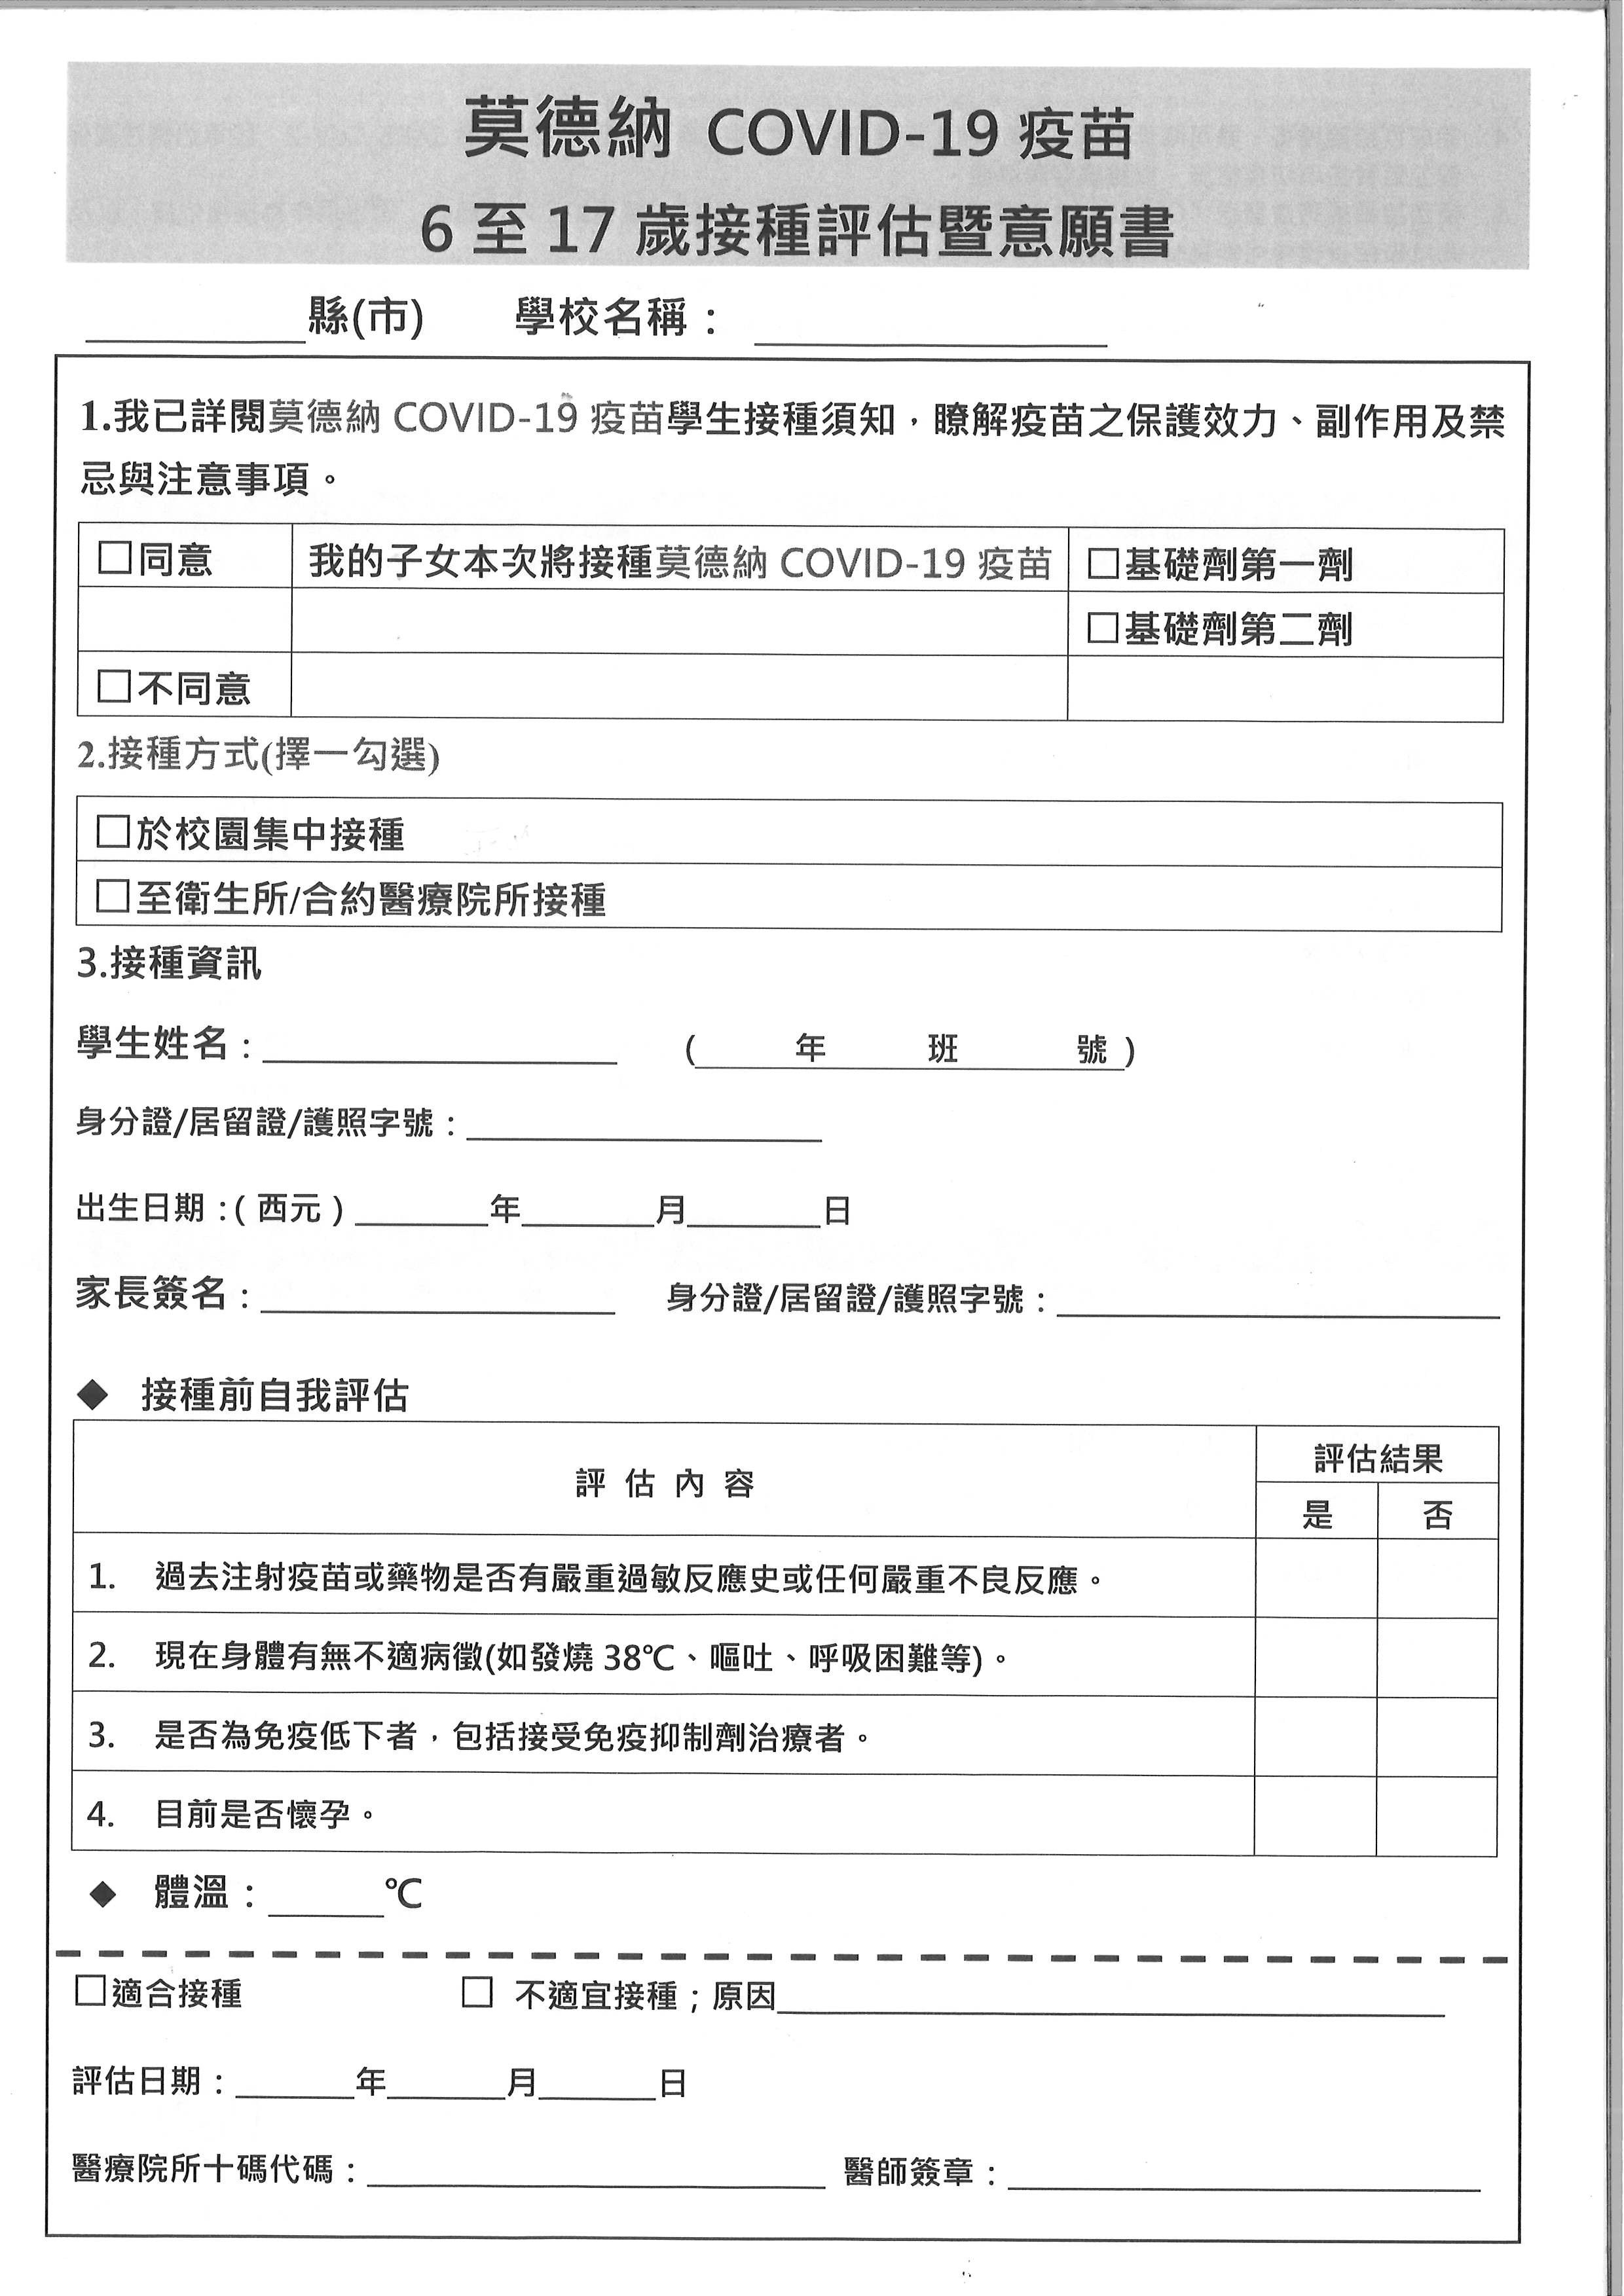 莫德納 COVID-19 疫苗
6 至 17 歲接種評估暨意願書
縣(市) 學校名稱：
1.我已詳閱莫德納 COVID-19 疫苗學生接種須知，瞭解疫苗之保護效力、副作用及禁
忌與注意事項。
□同意 我的子女本次將接種莫德納 COVID-19 疫苗 □基礎劑第一劑
□基礎劑第二劑
□不同意
2.接種方式(擇一勾選)
□於校園集中接種
□至衛生所/合約醫療院所接種
3.接種資訊
學生姓名： ( 年 班 號 )
身分證/居留證/護照字號：
出生日期：( 西元 ) 年 月 日
家長簽名： 身分證/居留證/護照字號：
◆ 接種前自我評估
評 估 內 容 評估結果
是 否
1. 過去注射疫苗或藥物是否有嚴重過敏反應史或任何嚴重不良反應。
2. 現在身體有無不適病徵(如發燒 38℃、嘔吐、呼吸困難等)。
3. 是否為免疫低下者，包括接受免疫抑制劑治療者。
4. 目前是否懷孕。
◆ 體溫： ℃
□適合接種 □ 不適宜接種；原因
評估日期： 年 月 日
醫療院所十碼代碼： 醫師簽章：